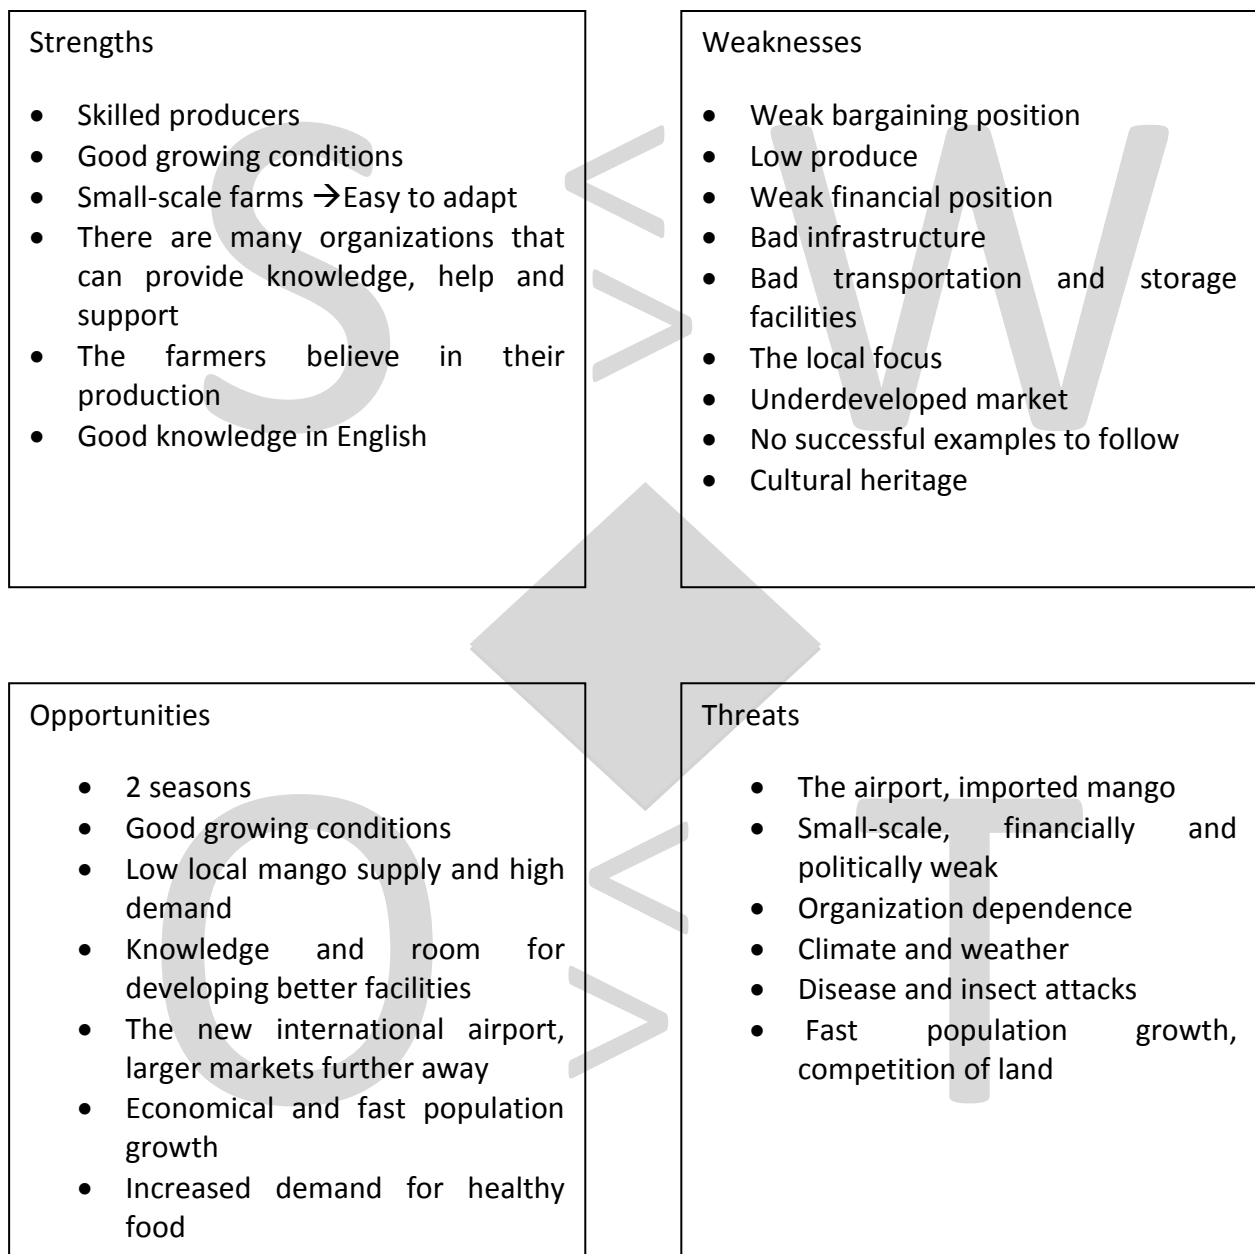 Strengths
• Skilled producers
• Good growing conditions
• Small-scale farms →Easy to adapt
• There are many organizations that
can provide knowledge, help and
support
• The farmers believe in their
production
• Good knowledge in English
Weaknesses
• Weak bargaining position
• Low produce
• Weak financial position
• Bad infrastructure
• Bad transportation and storage
facilities
• The local focus
• Underdeveloped market
• No successful examples to follow
• Cultural heritage
S
<
>
W
Opportunities
• 2 seasons
• Good growing conditions
• Low local mango supply and high
demand
• Knowledge and room for
developing better facilities
• The new international airport,
larger markets further away
• Economical and fast population
growth
• Increased demand for healthy
food
Threats
• The airport, imported mango
• Small-scale, financially and
politically weak
• Organization dependence
• Climate and weather
• Disease and insect attacks
• Fast population growth,
competition of land
O
<
>
T